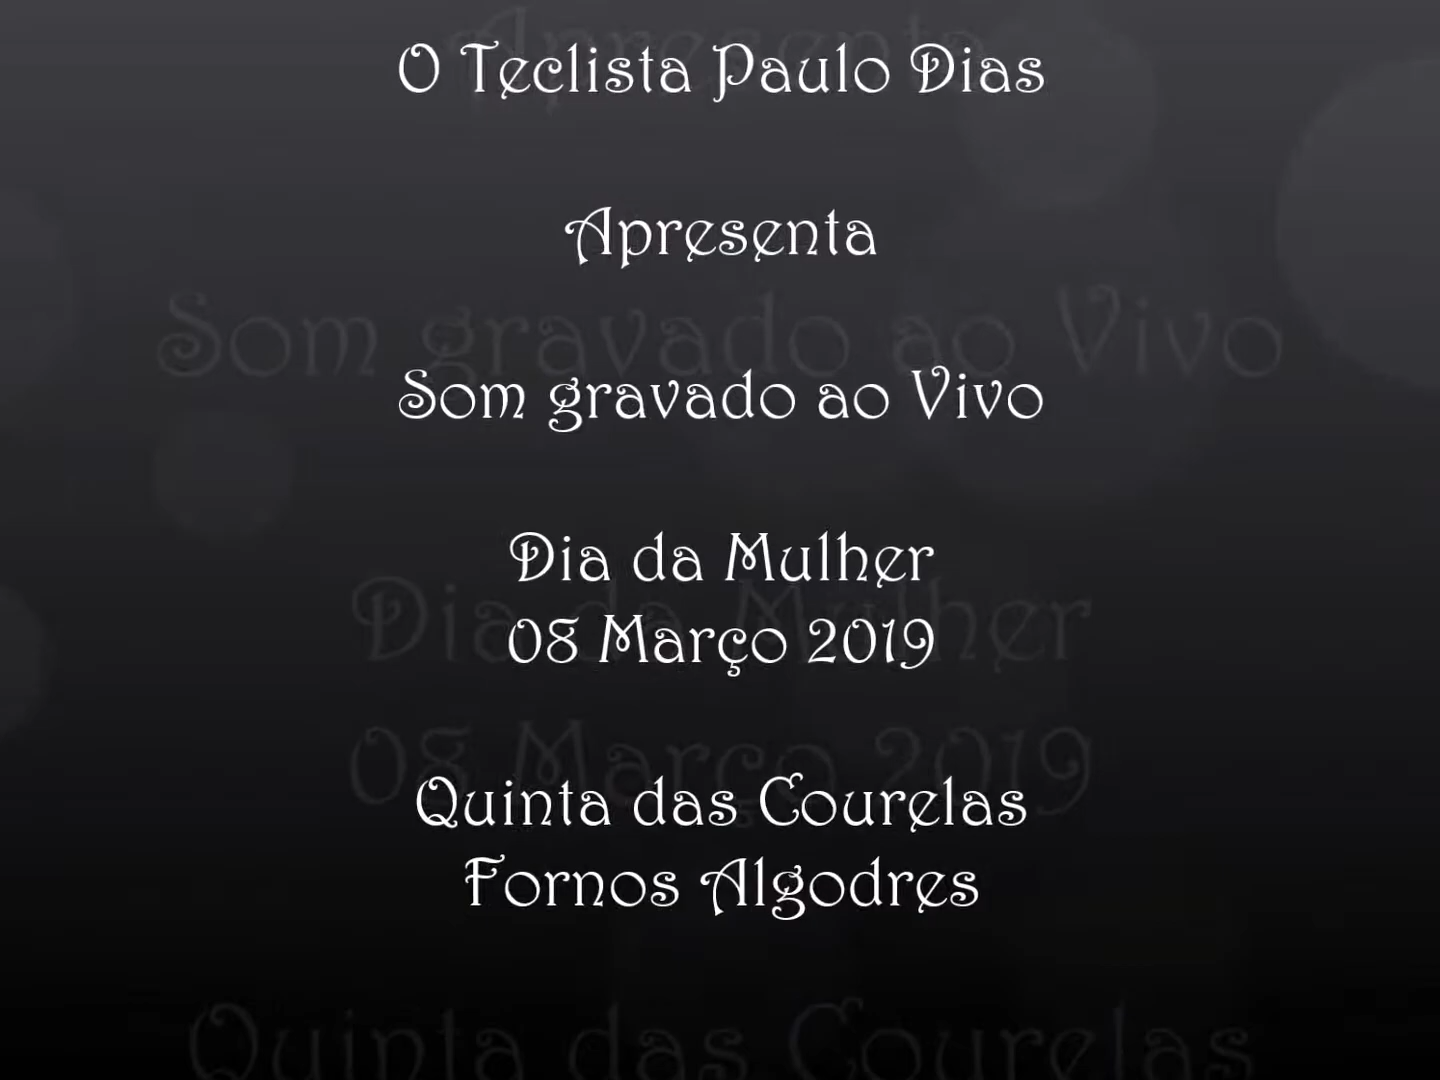 O Teclista Paulo Dias
Apresenta
Som gravado ao Vivo
Dia da Mulher
08 Março 2019
Quinta das Courelas
Fornos Algodres